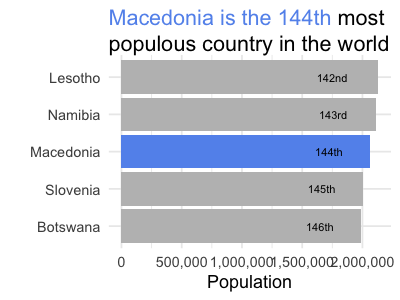 Macedonia is the 144th most
populous country in the world
Lesotho 142nd
Namibia 143rd
Macedonia 144th
Slovenia 145th
Botswana 146th
0 500,000 1,000,000 1,500,000 2,000,000
Population